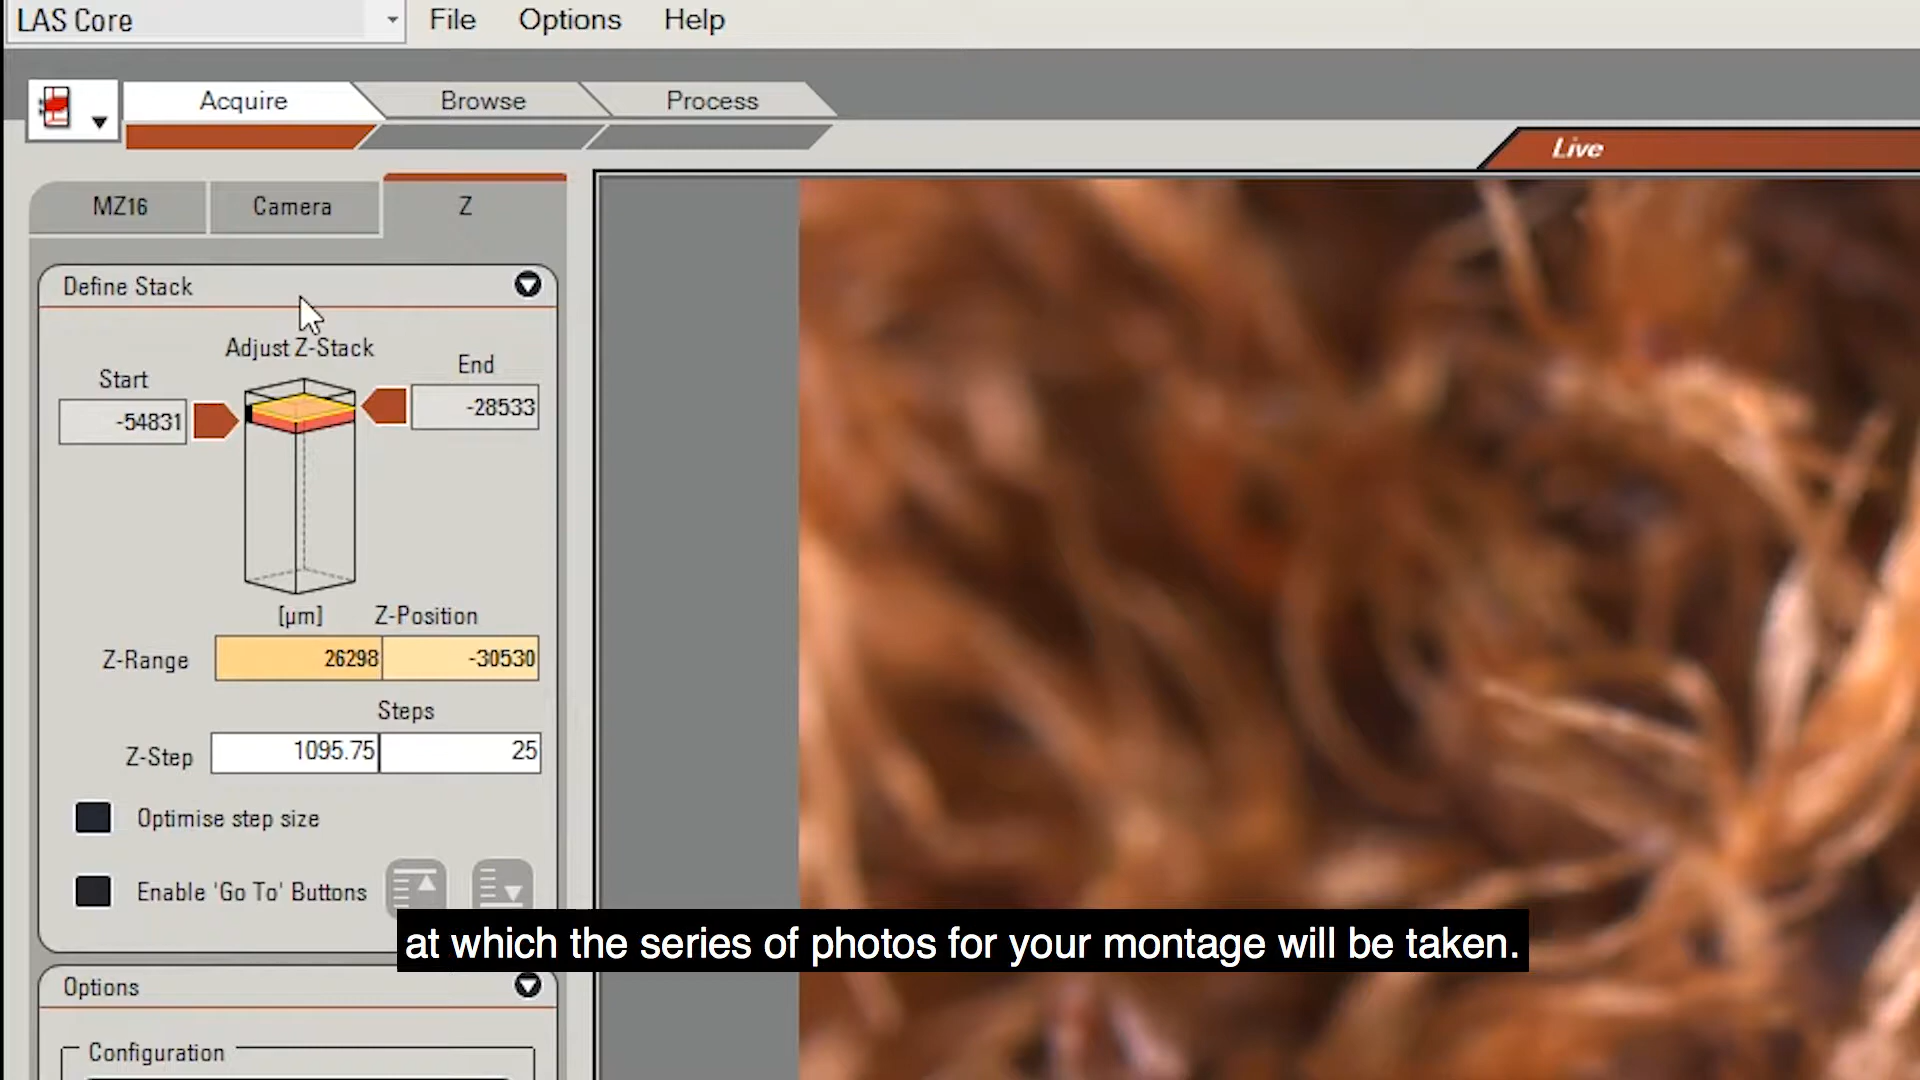 LAS Core File Options Help
Acquire Browse Process
Live
MZ16 Camera Z
Define Stack
Adjust Z-Stack
Start End
-54831 -28533
[µm] Z-Position
Z-Range 26298 -30530
Steps
Z-Step 1095.75 25
Optimise step size
Enable 'Go To' Buttons
at which the series of photos for your montage will be taken.
Options
Configuration